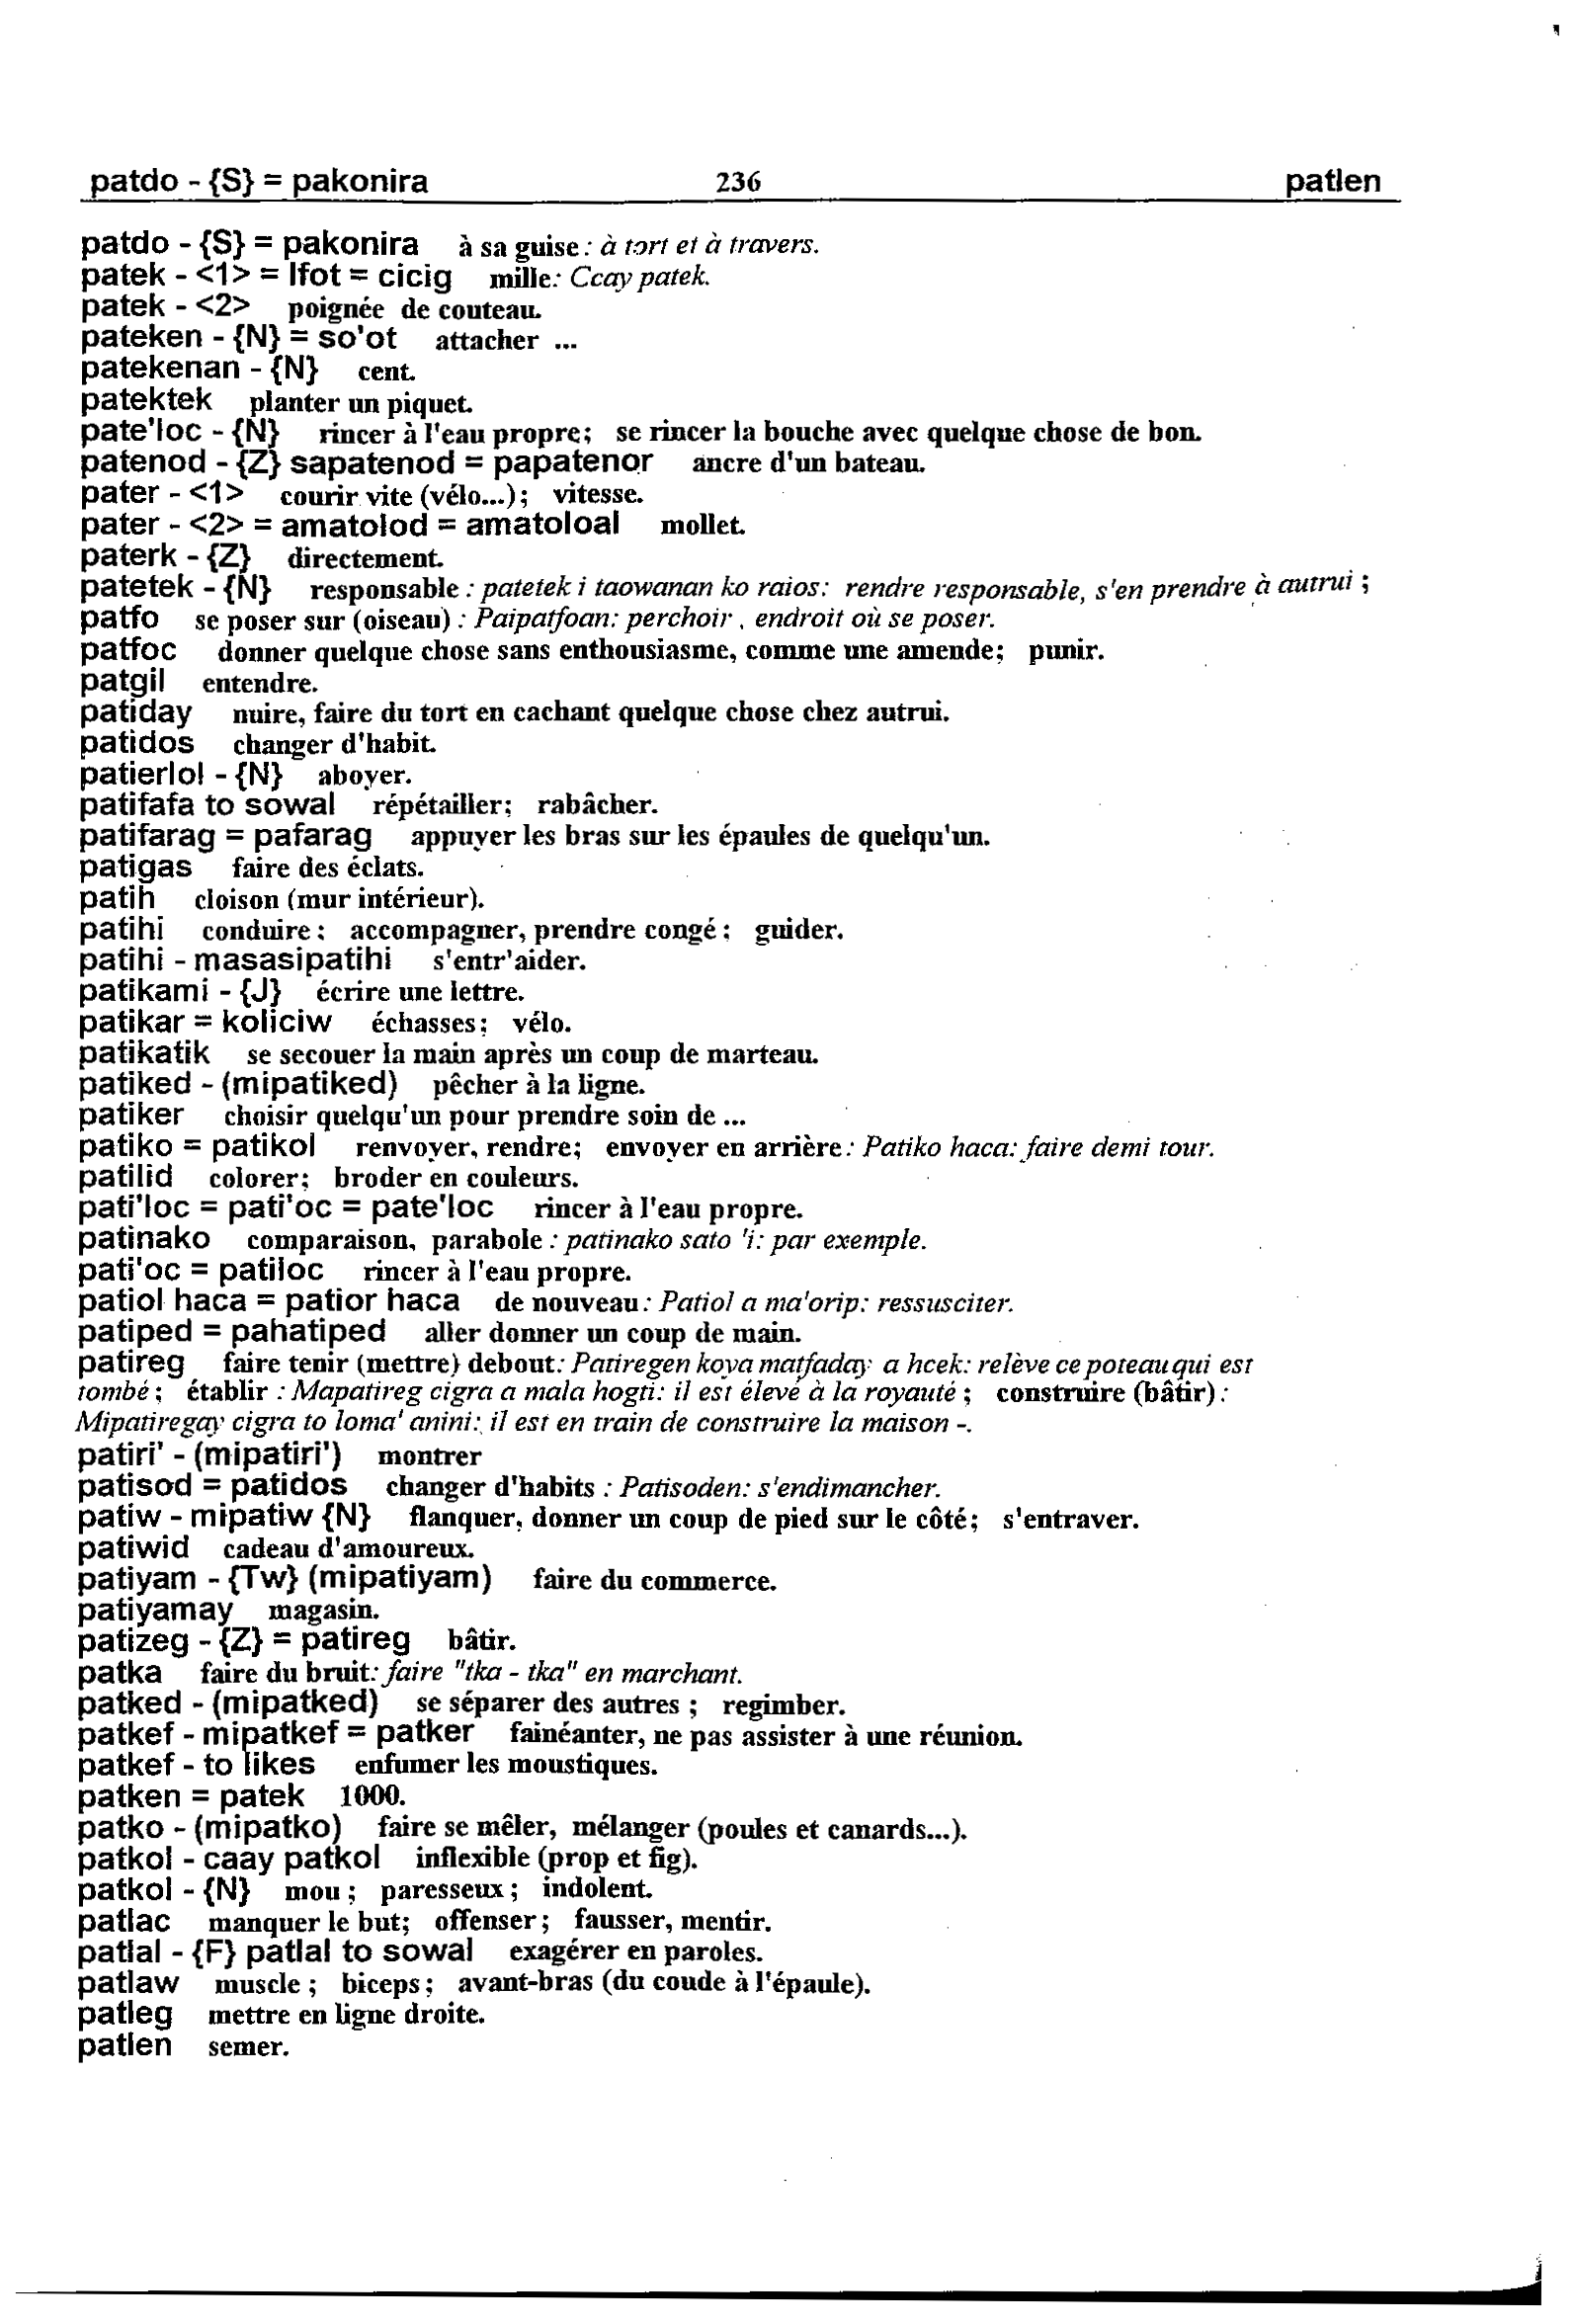 patdo - {S} = pakonira 236 patlen
patdo - {S} = pakonira à sa guise : à tort et à travers.
patek - <1> = lfot = cicig mille: Ccay patek.
patek - <2> poignée de couteau.
pateken - {N} = so'ot attacher ...
patekenan - {N} cent.
patektek planter un piquet.
pate'loc - {N} rincer à l'eau propre; se rincer la bouche avec quelque chose de bon.
patenod - {Z} sapatenod = papatenor ancre d'un bateau.
pater - <1> courir vite (vélo...); vitesse.
pater - <2> = amatolod = amatoloal mollet.
paterk - {Z} directement.
patetek - {N} responsable : patetek i taowanan ko raios: rendre responsable, s'en prendre à autrui ;
patfo se poser sur (oiseau) : Paipatfoan: perchoir, endroit où se poser.
patfoc donner quelque chose sans enthousiasme, comme une amende; punir.
patgil entendre.
patiday nuire, faire du tort en cachant quelque chose chez autrui.
patidos changer d'habit.
patierlol - {N} aboyer.
patifafa to sowal répétailler; rabâcher.
patifarag = pafarag appuyer les bras sur les épaules de quelqu'un.
patigas faire des éclats.
patih cloison (mur intérieur).
patihi conduire ; accompagner, prendre congé ; guider.
patihi - masasipatihi s'entr'aider.
patikami - {J} écrire une lettre.
patikar = koliciw échasses; vélo.
patikatik se secouer la main après un coup de marteau.
patiked - (mipatiked) pêcher à la ligne.
patiker choisir quelqu'un pour prendre soin de ...
patiko = patikol renvoyer, rendre; envoyer en arrière : Patiko haca: faire demi tour.
patilid colorer; broder en couleurs.
pati'loc = pati'oc = pate'loc rincer à l'eau propre.
patinako comparaison, parabole : patinako sato 'i: par exemple.
pati'oc = patiloc rincer à l'eau propre.
patiol haca = patior haca de nouveau : Patiol a ma'orip: ressusciter.
patiped = pahatiped aller donner un coup de main.
patireg faire tenir (mettre) debout: Patiregen koya matfaday a hcek: relève ce poteau qui est
tombé ; établir : Mapatireg cigra a mala hogti: il est élevé à la royauté ; construire (bâtir) :
Mipatiregay cigra to loma' anini: il est en train de construire la maison -.
patiri' - (mipatiri') montrer
patisod = patidos changer d'habits : Patisoden: s'endimancher.
patiw - mipatiw {N} flanquer, donner un coup de pied sur le côté; s'entraver.
patiwid cadeau d'amoureux.
patiyam - {Tw} (mipatiyam) faire du commerce.
patiyamay magasin.
patizeg - {Z} = patireg bâtir.
patka faire du bruit: faire "tka - tka" en marchant.
patked - (mipatked) se séparer des autres ; regimber.
patkef - mipatkef = patker fainéanter, ne pas assister à une réunion.
patkef - to likes enfumer les moustiques.
patken = patek 1000.
patko - (mipatko) faire se mêler, mélanger (poules et canards...).
patkol - caay patkol inflexible (prop et fig).
patkol - {N} mou ; paresseux ; indolent.
patlac manquer le but; offenser ; fausser, mentir.
patlal - {F} patlal to sowal exagérer en paroles.
patlaw muscle ; biceps ; avant-bras (du coude à l'épaule).
patleg mettre en ligne droite.
patlen semer.